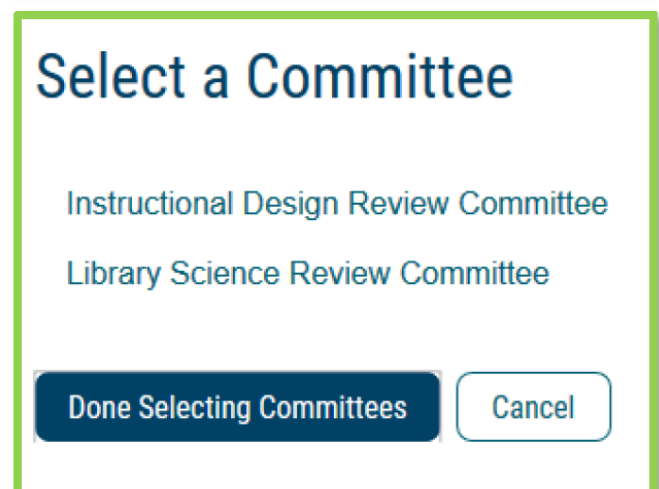 Select a Committee
Instructional Design Review Committee
Library Science Review Committee
Done Selecting Committees Cancel